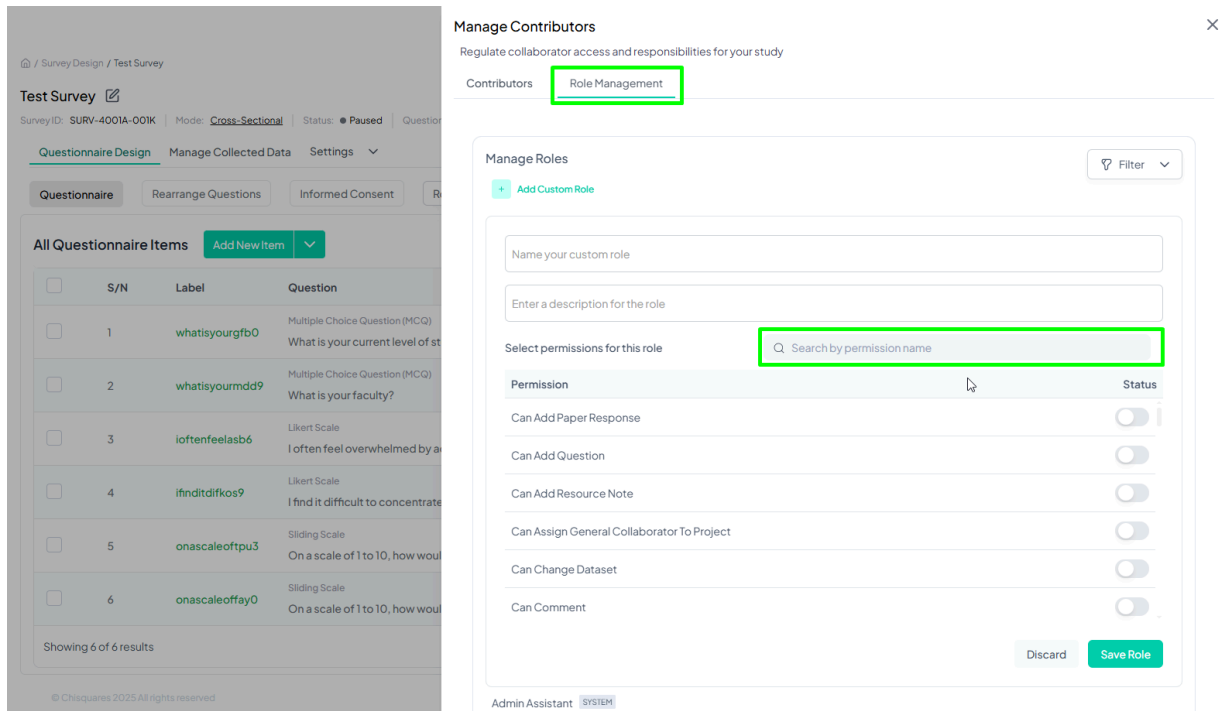 Manage Contributors
Regulate collaborator access and responsibilities for your study
Contributors Role Management
/ Survey Design / Test Survey
Test Survey
Survey ID: SURV-4001A-001K Mode: Cross-Sectional Status: Paused Question
Questionnaire Design Manage Collected Data Settings
Questionnaire Rearrange Questions Informed Consent R
All Questionnaire Items Add New Item
S/N Label Question
1 whatisyourgfb0 Multiple Choice Question (MCQ)
What is your current level of st
2 whatisyourmdd9 Multiple Choice Question (MCQ)
What is your faculty?
3 ioftenfeelasb6 Likert Scale
I often feel overwhelmed by a
4 ifinditdifkos9 Likert Scale
I find it difficult to concentrate
5 onascaleoftpu3 Sliding Scale
On a scale of 1 to 10, how woul
6 onascaleoffay0 Sliding Scale
On a scale of 1 to 10, how woul
Showing 6 of 6 results
© Chisquares 2025 All rights reserved
Manage Roles
Filter
+ Add Custom Role
Name your custom role
Enter a description for the role
Select permissions for this role Search by permission name
Permission Status
Can Add Paper Response
Can Add Question
Can Add Resource Note
Can Assign General Collaborator To Project
Can Change Dataset
Can Comment
Discard Save Role
Admin Assistant SYSTEM